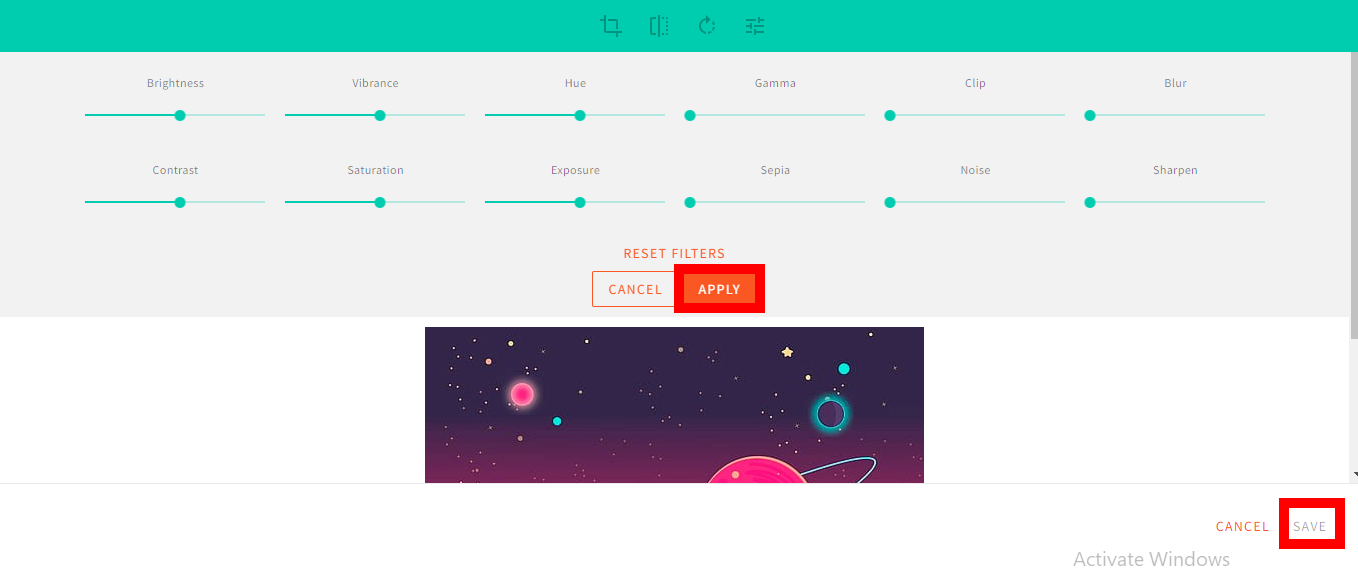 Brightness Vibrance Hue Gamma Clip Blur
Contrast Saturation Exposure Sepia Noise Sharpen
RESET FILTERS
CANCEL APPLY
CANCEL SAVE
Activate Windows